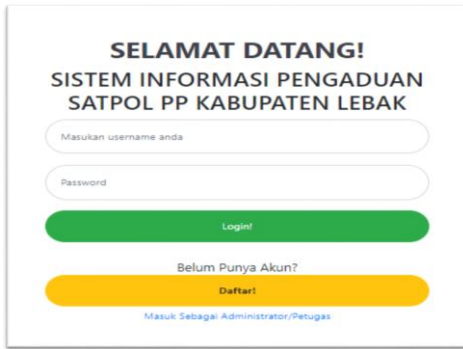 SELAMAT DATANG!
SISTEM INFORMASI PENGADUAN
SATPOL PP KABUPATEN LEBAK
Masukan username anda
Password
Login!
Belum Punya Akun?
Daftar!
Masuk Sebagai Administrator/Petugas